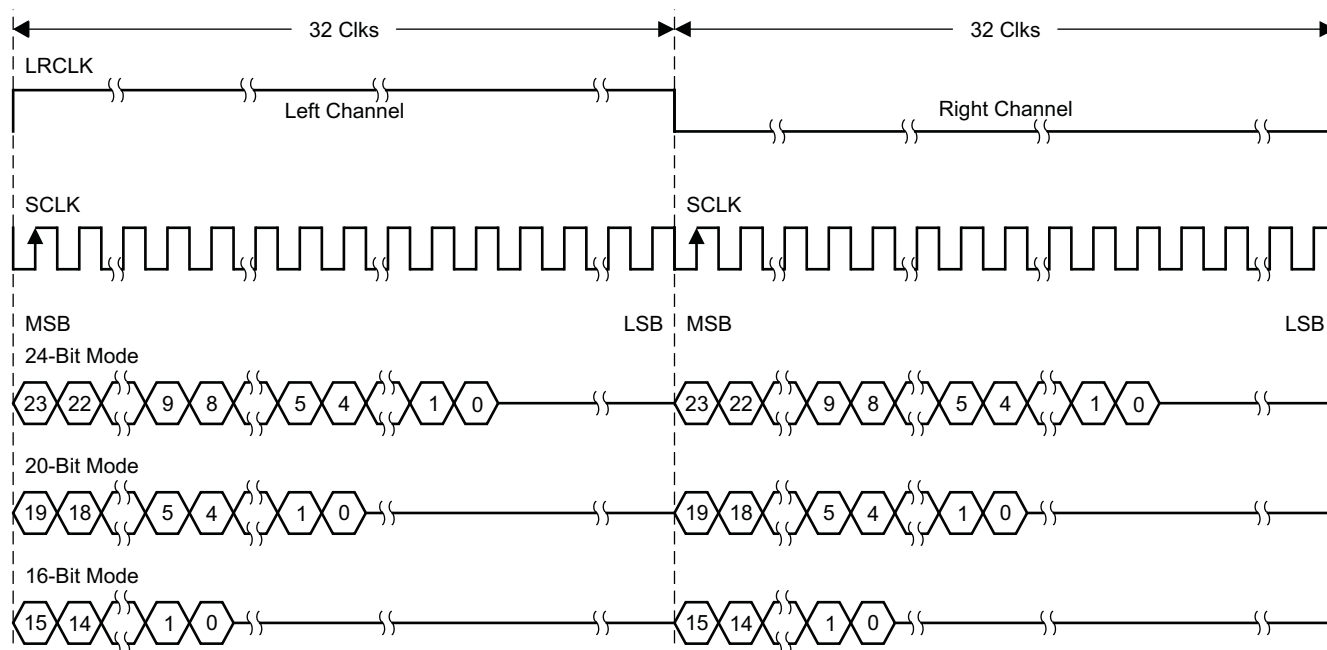 32 Clks 32 Clks
LRCLK
Left Channel Right Channel
SCLK SCLK
MSB LSB MSB LSB
24-Bit Mode
23 22 9 8 5 4 1 0 23 22 9 8 5 4 1 0
20-Bit Mode
19 18 5 4 1 0 19 18 5 4 1 0
16-Bit Mode
15 14 1 0 15 14 1 0